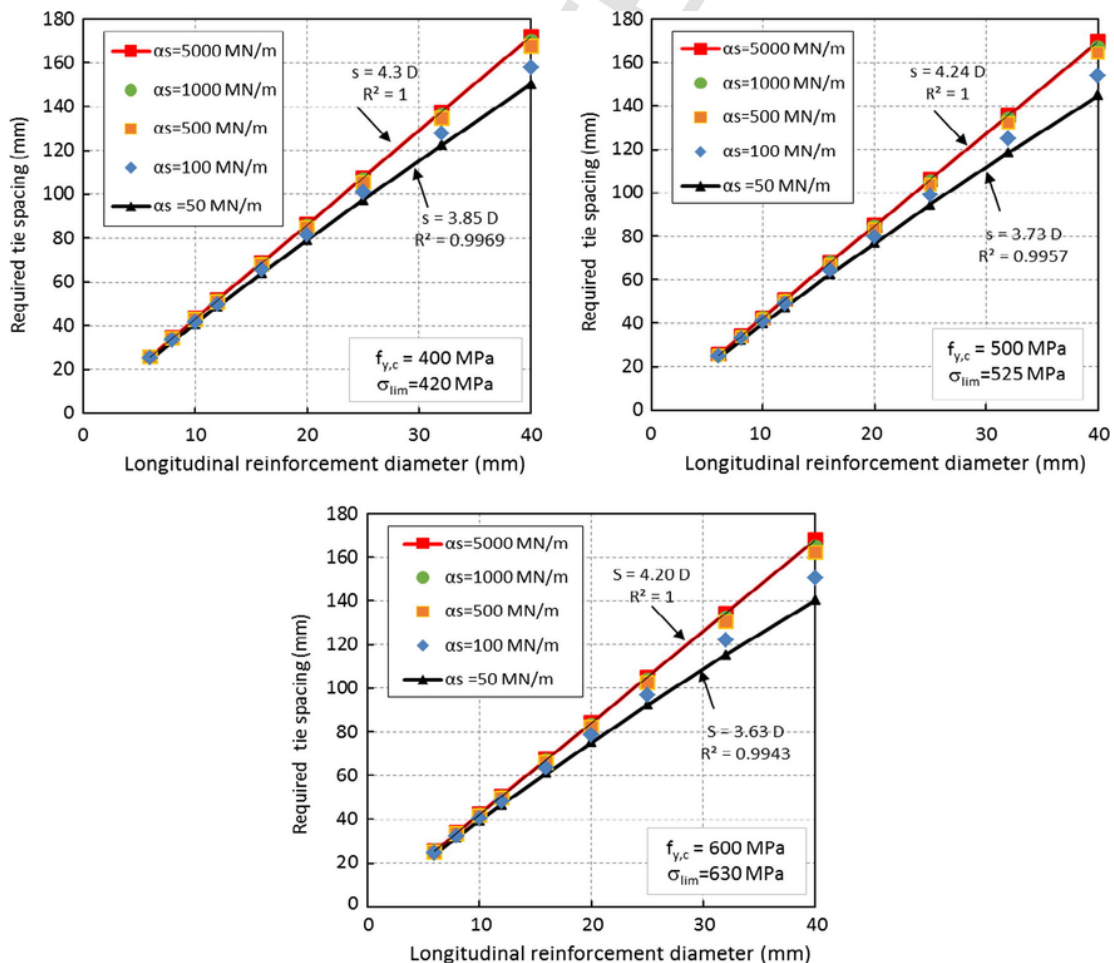 180
160
140
120
100
80
60
40
20
0
Required tie spacing (mm)
αs=5000 MN/m
αs=1000 MN/m
αs=500 MN/m
αs=100 MN/m
αs =50 MN/m
s = 4.3 D
R² = 1
s = 3.85 D
R² = 0.9969
f_y,c = 400 MPa
σ_lim=420 MPa
0 10 20 30 40
Longitudinal reinforcement diameter (mm)
180
160
140
120
100
80
60
40
20
0
Required tie spacing (mm)
αs=5000 MN/m
αs=1000 MN/m
αs=500 MN/m
αs=100 MN/m
αs =50 MN/m
s = 4.24 D
R² = 1
s = 3.73 D
R² = 0.9957
f_y,c = 500 MPa
σ_lim=525 MPa
0 10 20 30 40
Longitudinal reinforcement diameter (mm)
180
160
140
120
100
80
60
40
20
0
Required tie spacing (mm)
αs=5000 MN/m
αs=1000 MN/m
αs=500 MN/m
αs=100 MN/m
αs =50 MN/m
S = 4.20 D
R² = 1
S = 3.63 D
R² = 0.9943
f_y,c = 600 MPa
σ_lim=630 MPa
0 10 20 30 40
Longitudinal reinforcement diameter (mm)